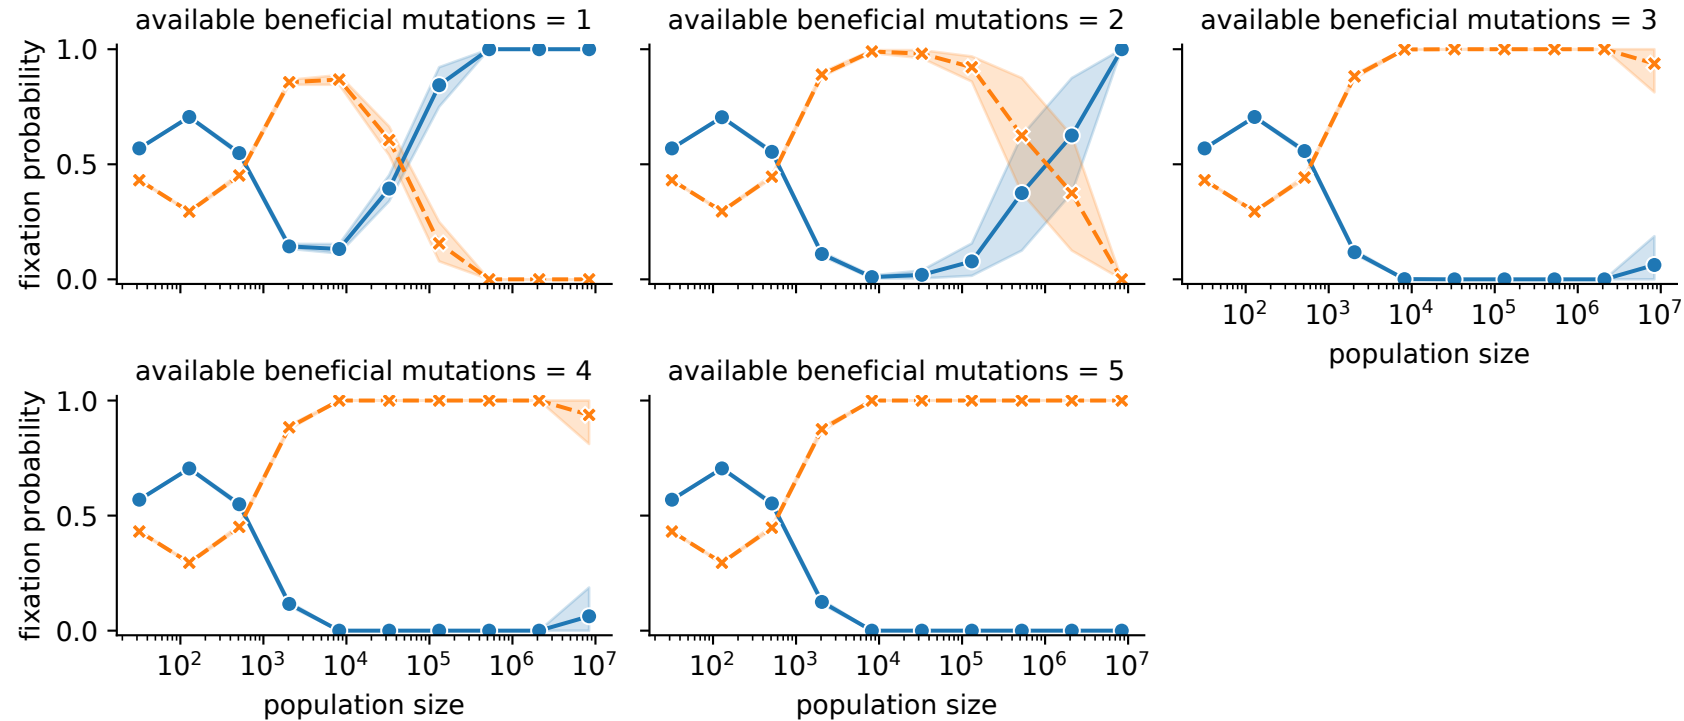 available beneficial mutations = 1
available beneficial mutations = 2
available beneficial mutations = 3
fixation probability
1.0
0.5
0.0
10² 10³ 10⁴ 10⁵ 10⁶ 10⁷
population size
available beneficial mutations = 4
available beneficial mutations = 5
fixation probability
1.0
0.5
0.0
10² 10³ 10⁴ 10⁵ 10⁶ 10⁷
population size
10² 10³ 10⁴ 10⁵ 10⁶ 10⁷
population size